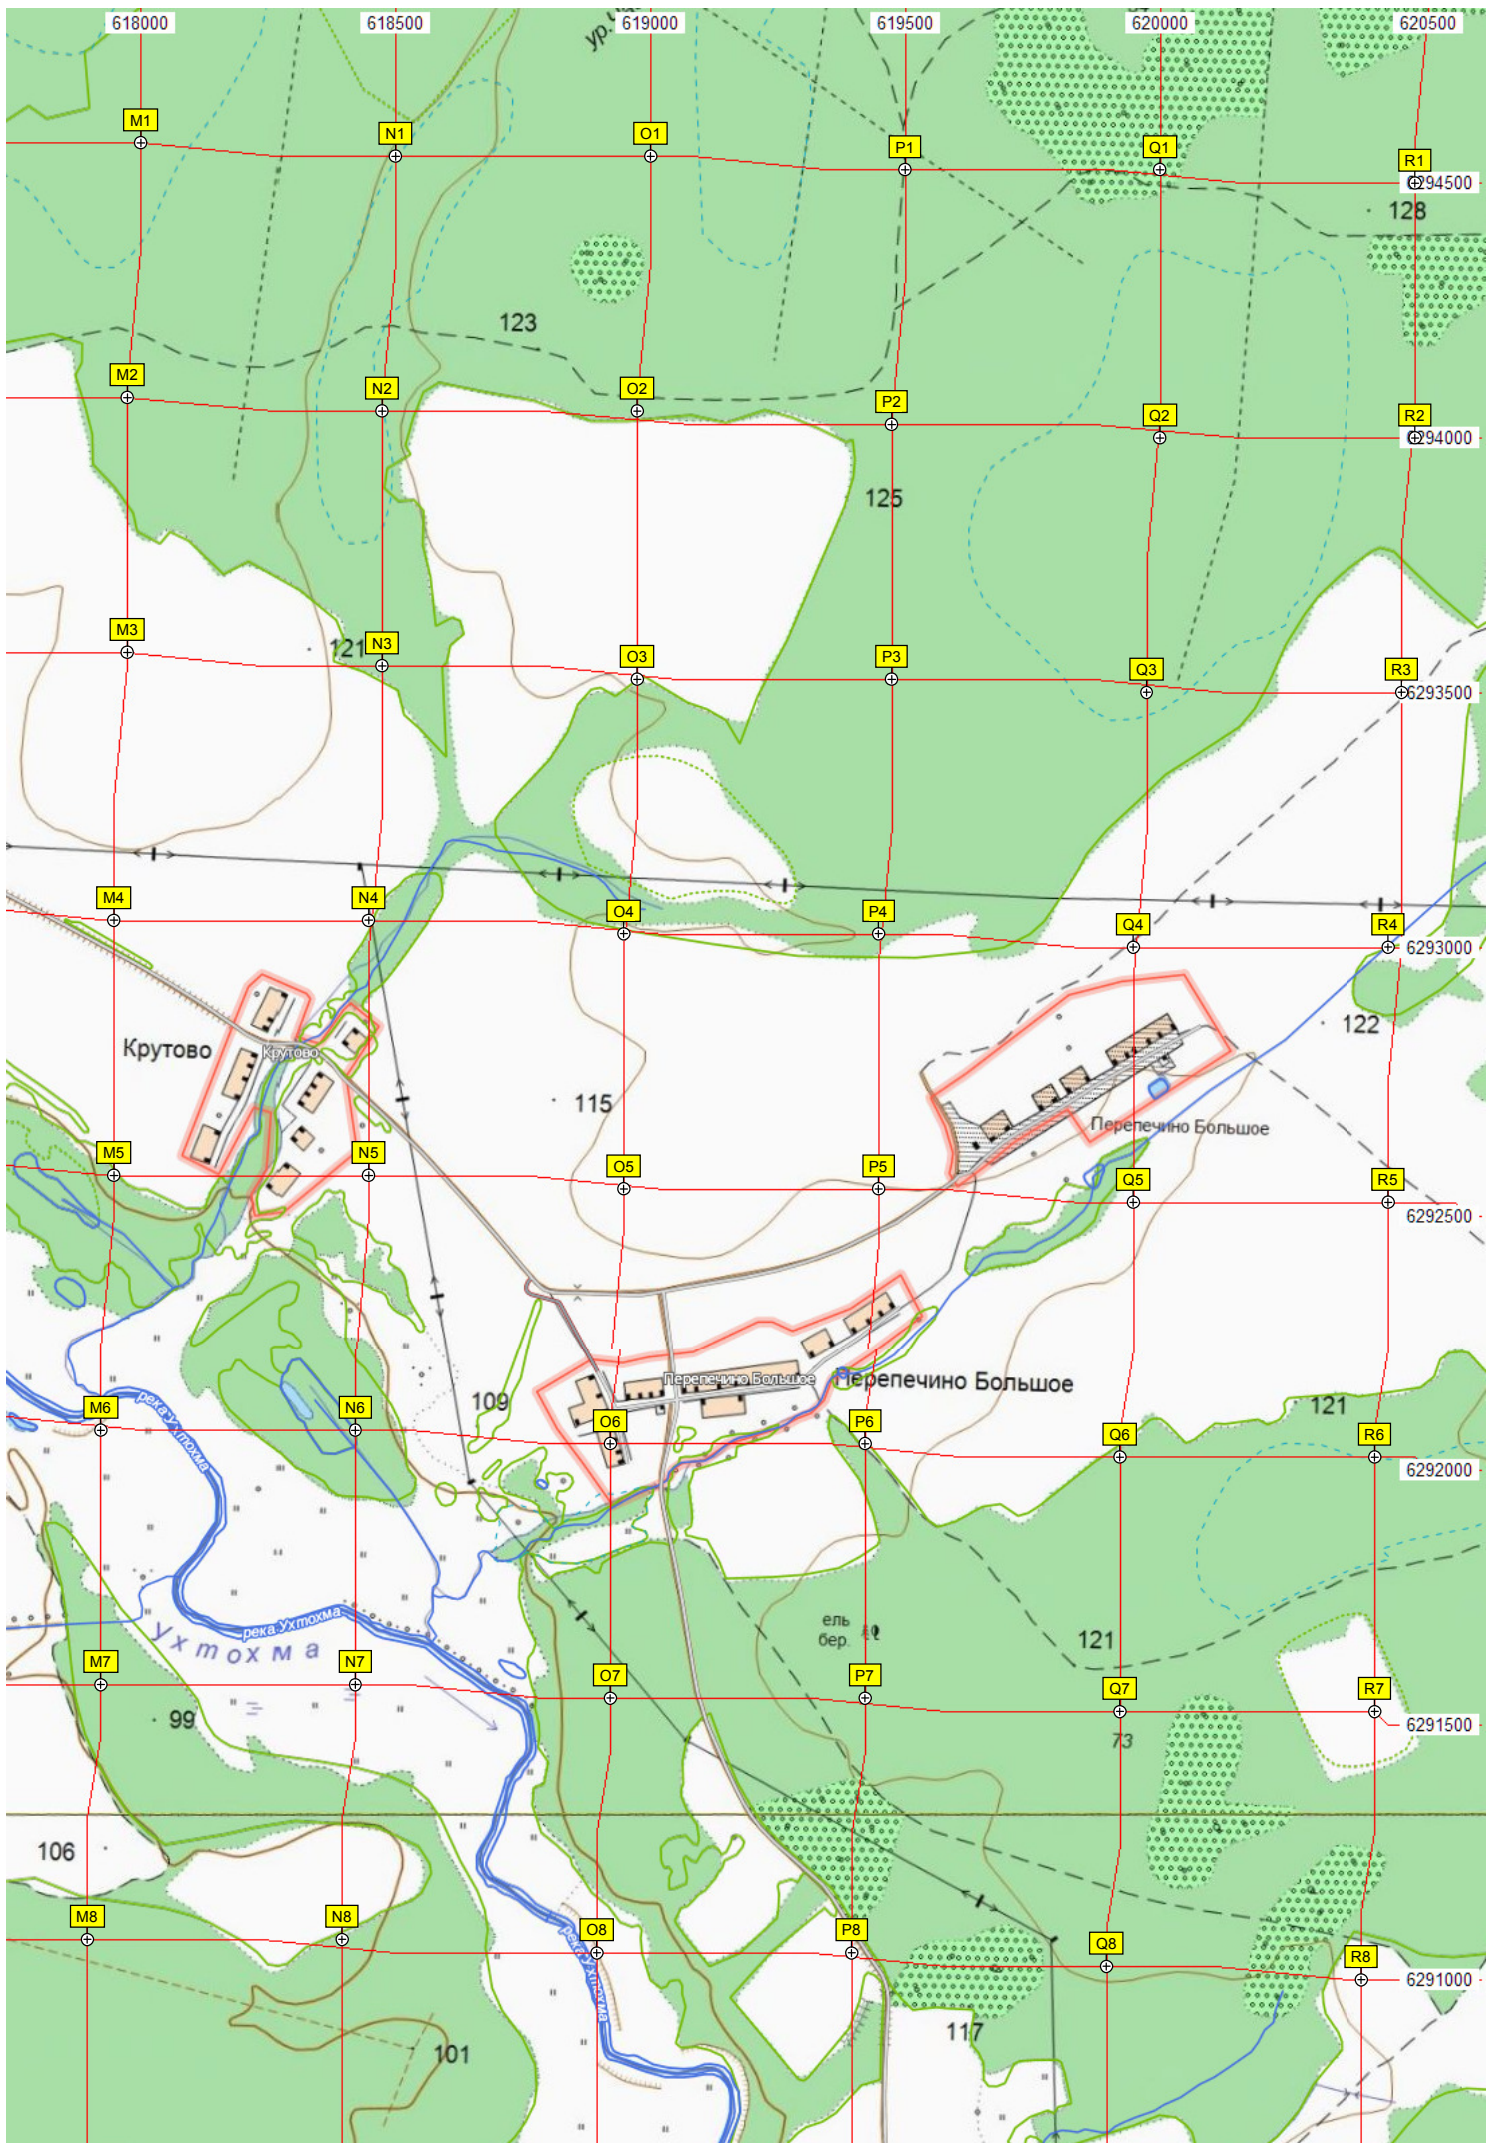 618000 618500 619000 619500 620000 620500
M1 N1 O1 P1 Q1 R1
6294500
128
123
M2 N2 O2 P2 Q2 R2
6294000
125
M3 N3 O3 P3 Q3 R3
121
6293500
M4 N4 O4 P4 Q4 R4
6293000
122
Крутово
Крутово
115
Перепечино Большое
M5 N5 O5 P5 Q5 R5
6292500
Перепечино Большое
Перепечино Большое
109
121
река Ухтохма
M6 N6 O6 P6 Q6 R6
6292000
река Ухтохма
Ухтохма
ель
бер.
121
M7 N7 O7 P7 Q7 R7
99
6291500
73
106
M8 N8 O8 P8 Q8 R8
река Ухтохма
6291000
117
101